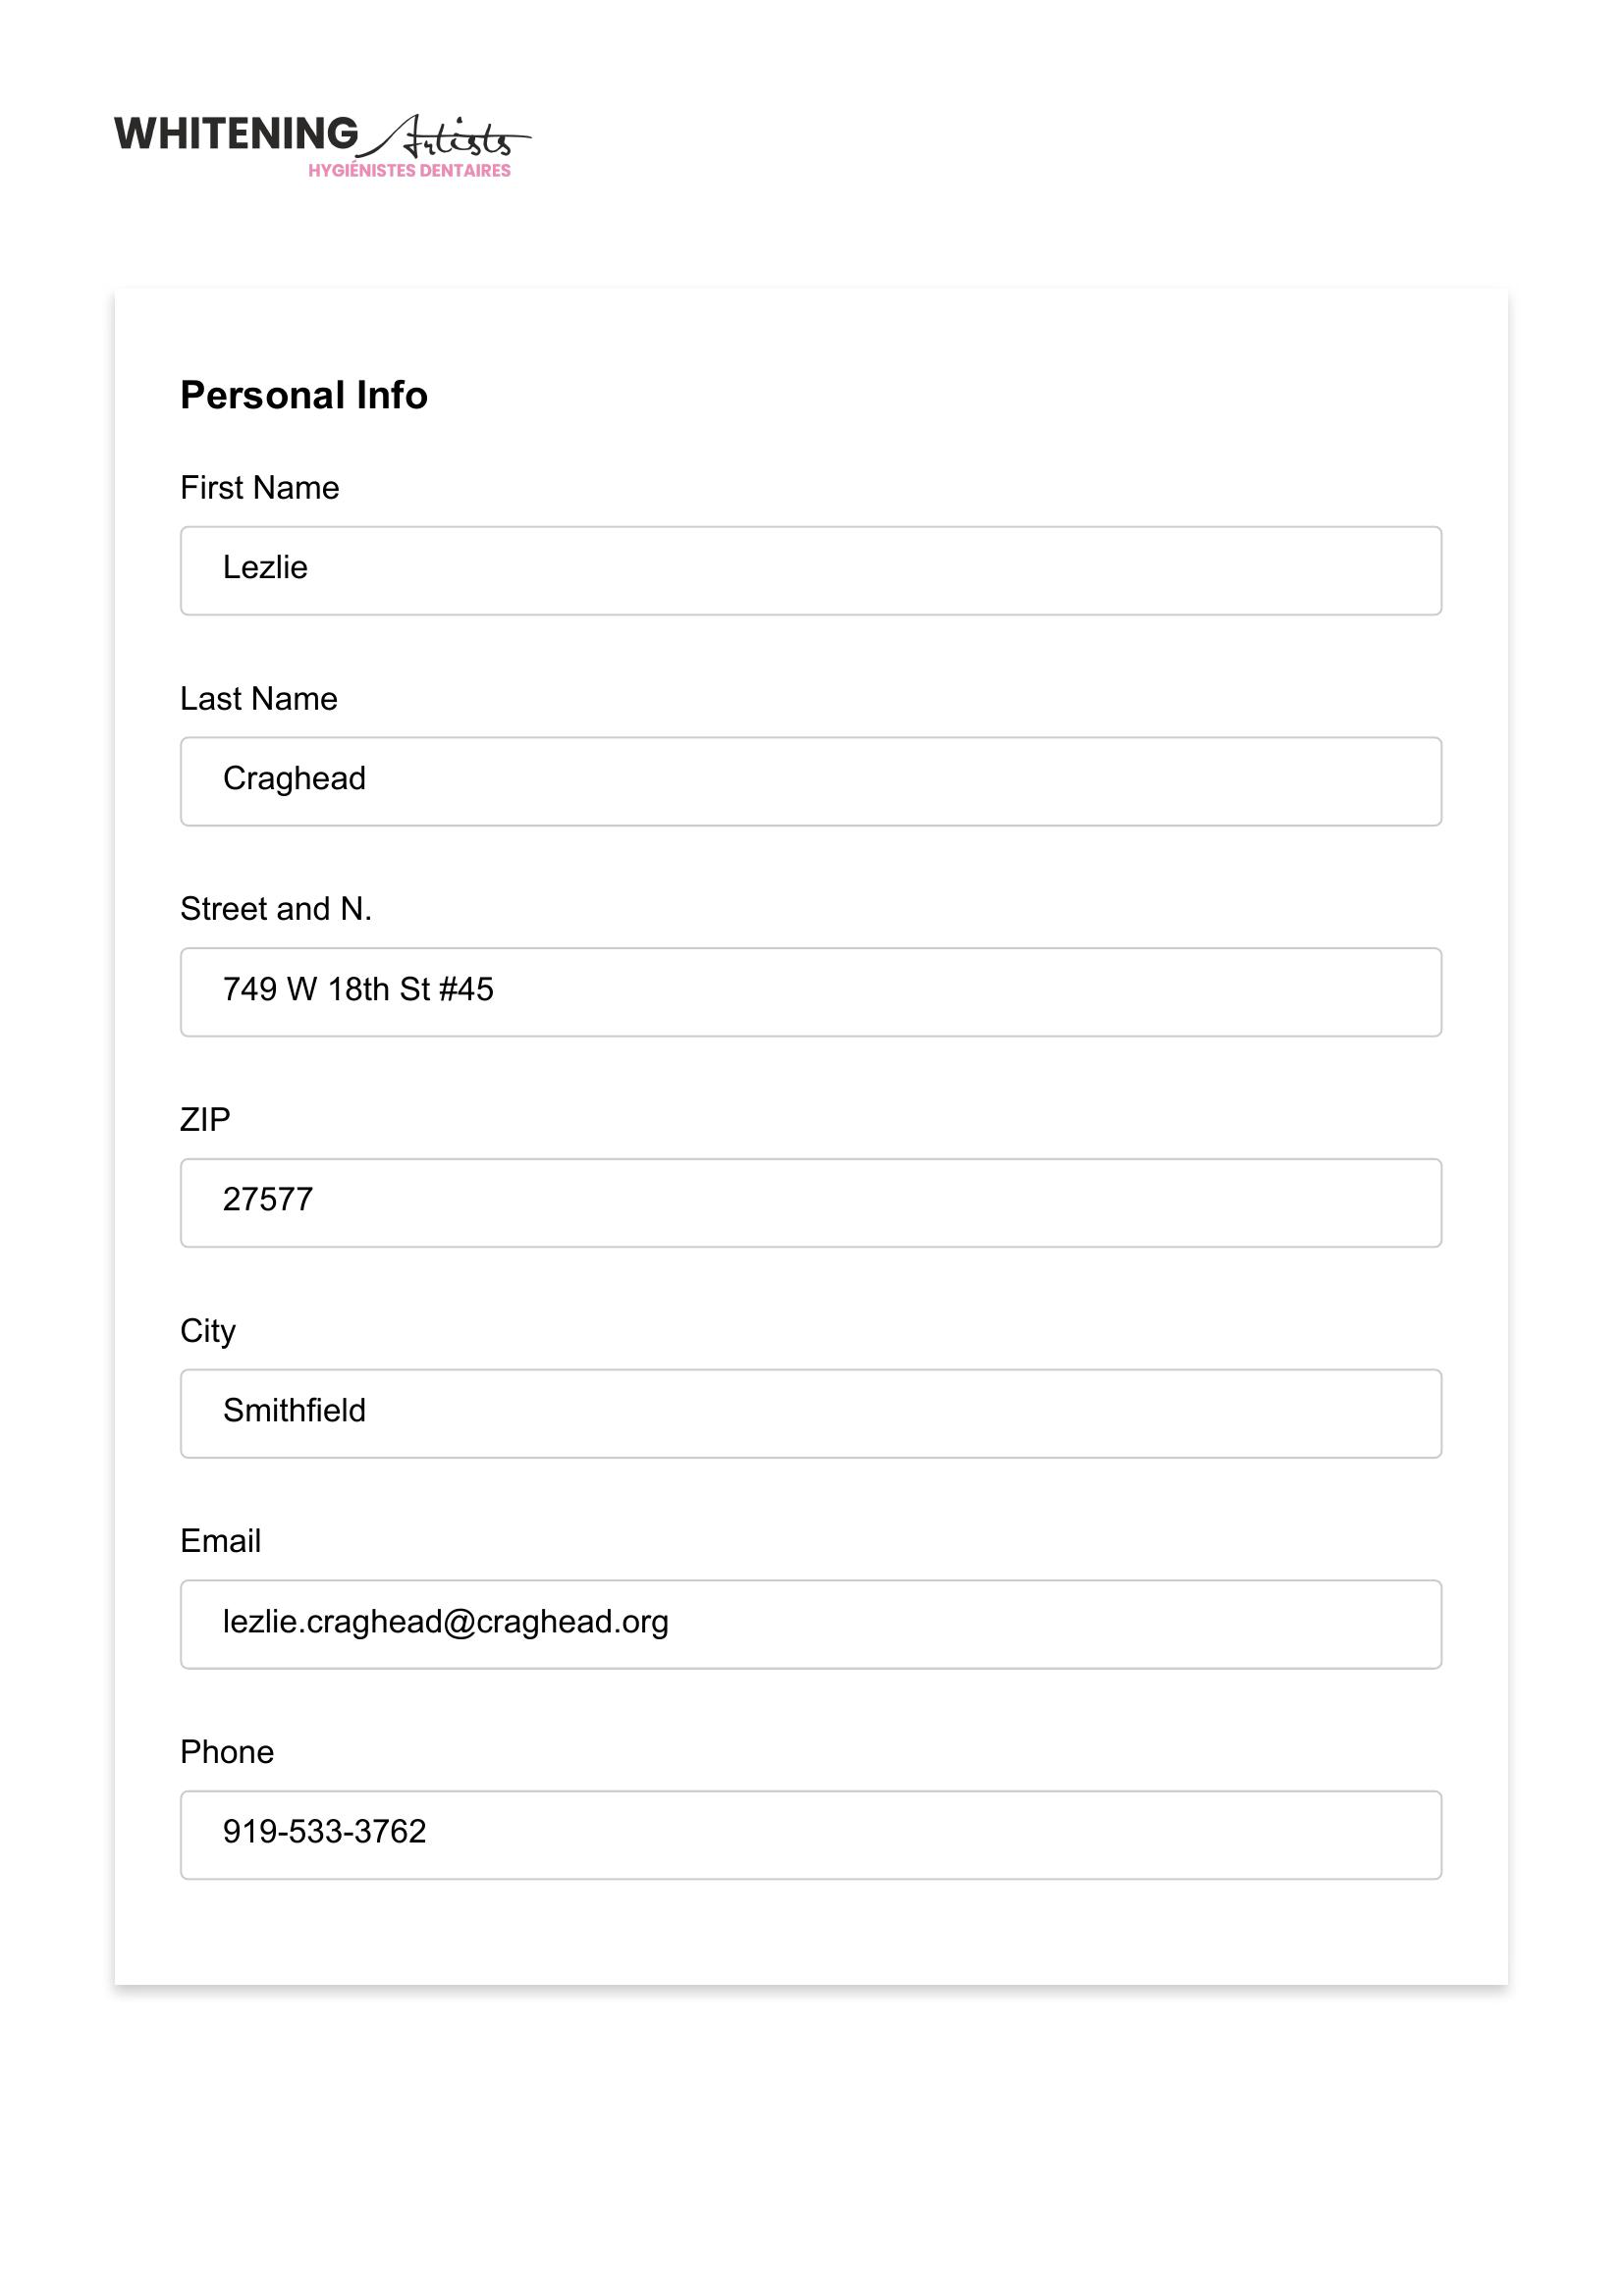 WHITENING Artists
HYGIÉNISTES DENTAIRES
Personal Info
First Name
Lezlie
Last Name
Craghead
Street and N.
749 W 18th St #45
ZIP
27577
City
Smithfield
Email
lezlie.craghead@craghead.org
Phone
919-533-3762